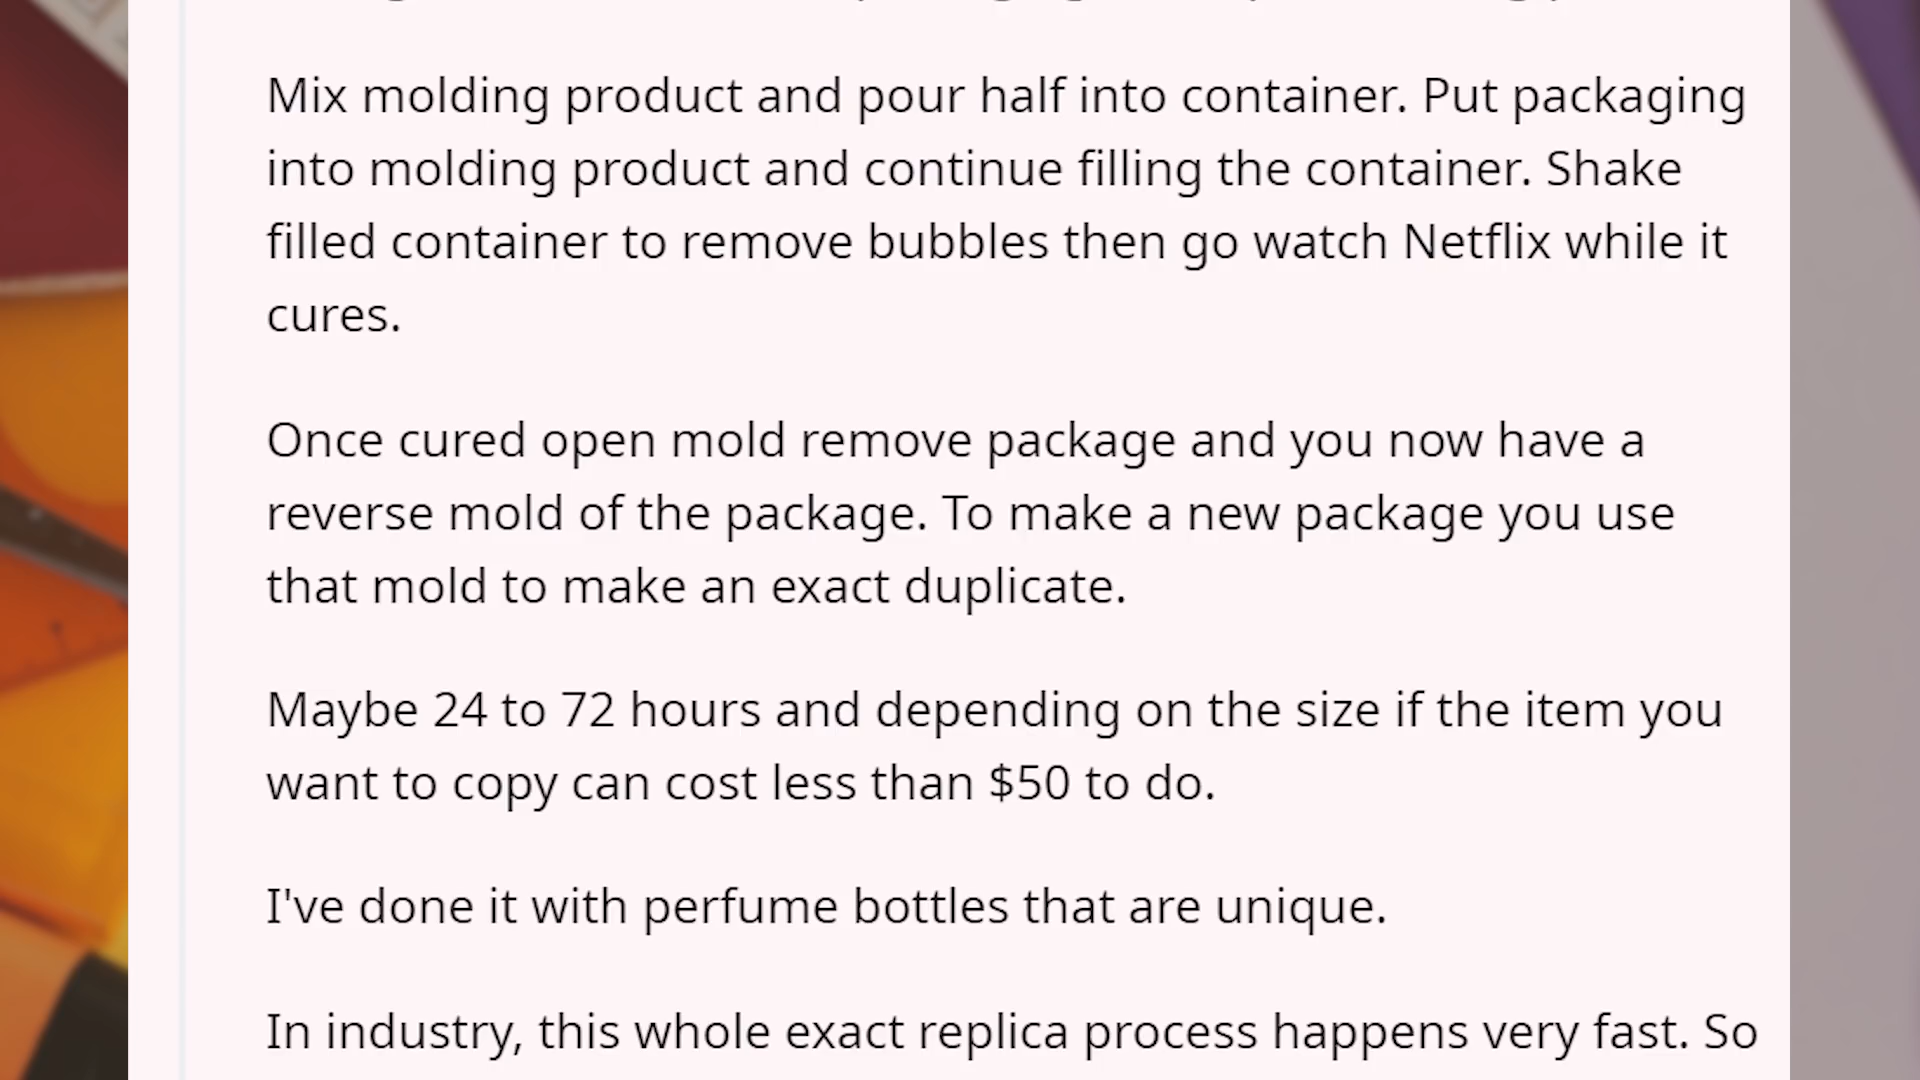 Mix molding product and pour half into container. Put packaging
into molding product and continue filling the container. Shake
filled container to remove bubbles then go watch Netflix while it
cures.
Once cured open mold remove package and you now have a
reverse mold of the package. To make a new package you use
that mold to make an exact duplicate.
Maybe 24 to 72 hours and depending on the size if the item you
want to copy can cost less than $50 to do.
I've done it with perfume bottles that are unique.
In industry, this whole exact replica process happens very fast. So